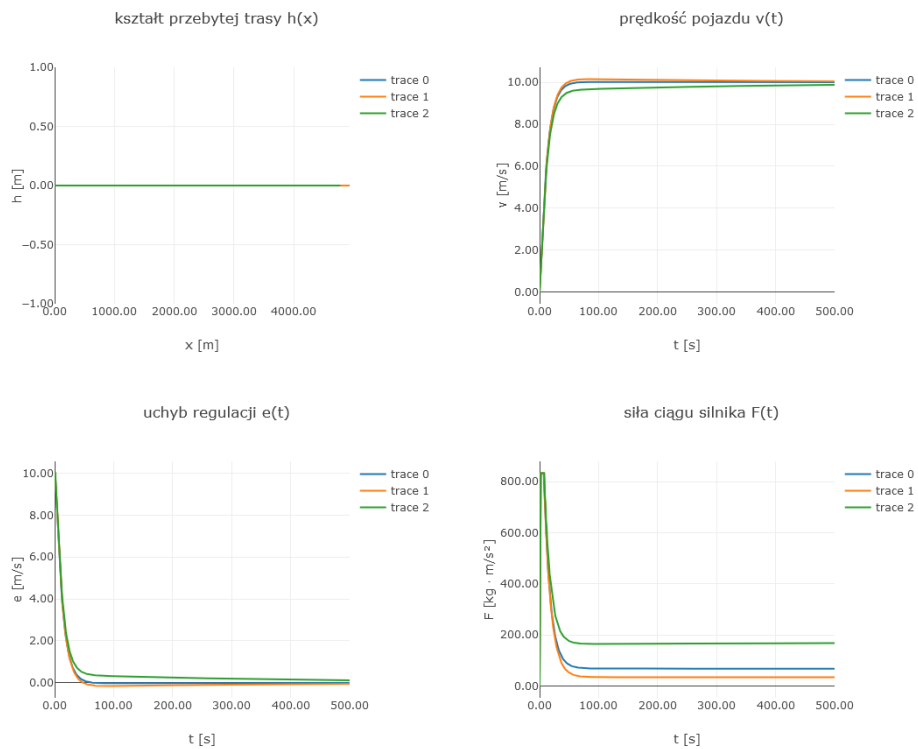 kształt przebytej trasy h(x)
1.00
0.50
0.00
−0.50
−1.00
h [m]
0.00 1000.00 2000.00 3000.00 4000.00
x [m]
trace 0
trace 1
trace 2
prędkość pojazdu v(t)
10.00
8.00
6.00
4.00
2.00
0.00
v [m/s]
0.00 100.00 200.00 300.00 400.00 500.00
t [s]
trace 0
trace 1
trace 2
uchyb regulacji e(t)
10.00
8.00
6.00
4.00
2.00
0.00
e [m/s]
0.00 100.00 200.00 300.00 400.00 500.00
t [s]
trace 0
trace 1
trace 2
siła ciągu silnika F(t)
800.00
600.00
400.00
200.00
0.00
F [kg · m/s²]
0.00 100.00 200.00 300.00 400.00 500.00
t [s]
trace 0
trace 1
trace 2